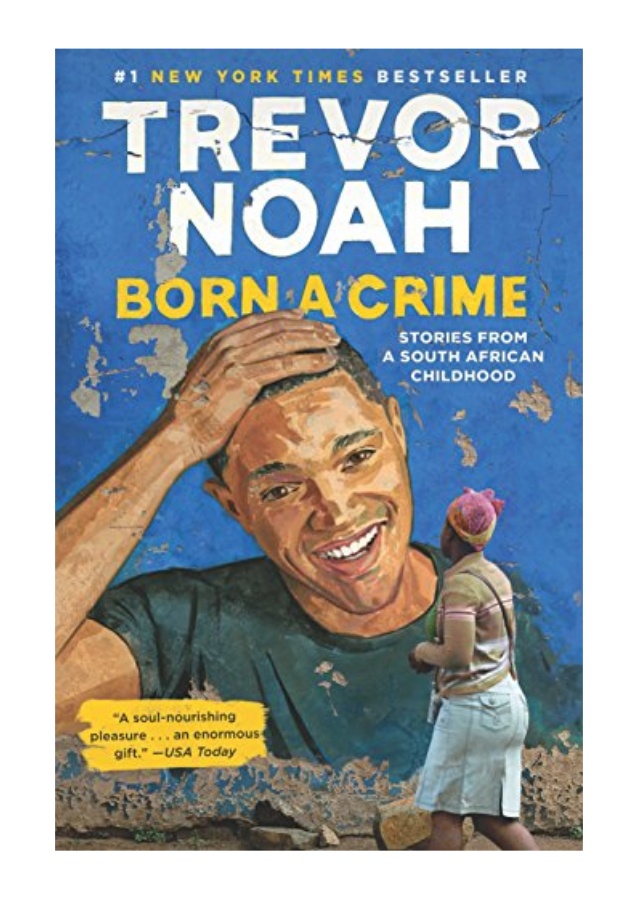 #1 NEW YORK TIMES BESTSELLER
TREVOR
NOAH
BORN A CRIME
STORIES FROM
A SOUTH AFRICAN
CHILDHOOD
“A soul-nourishing
pleasure . . . an enormous
gift.” —USA Today